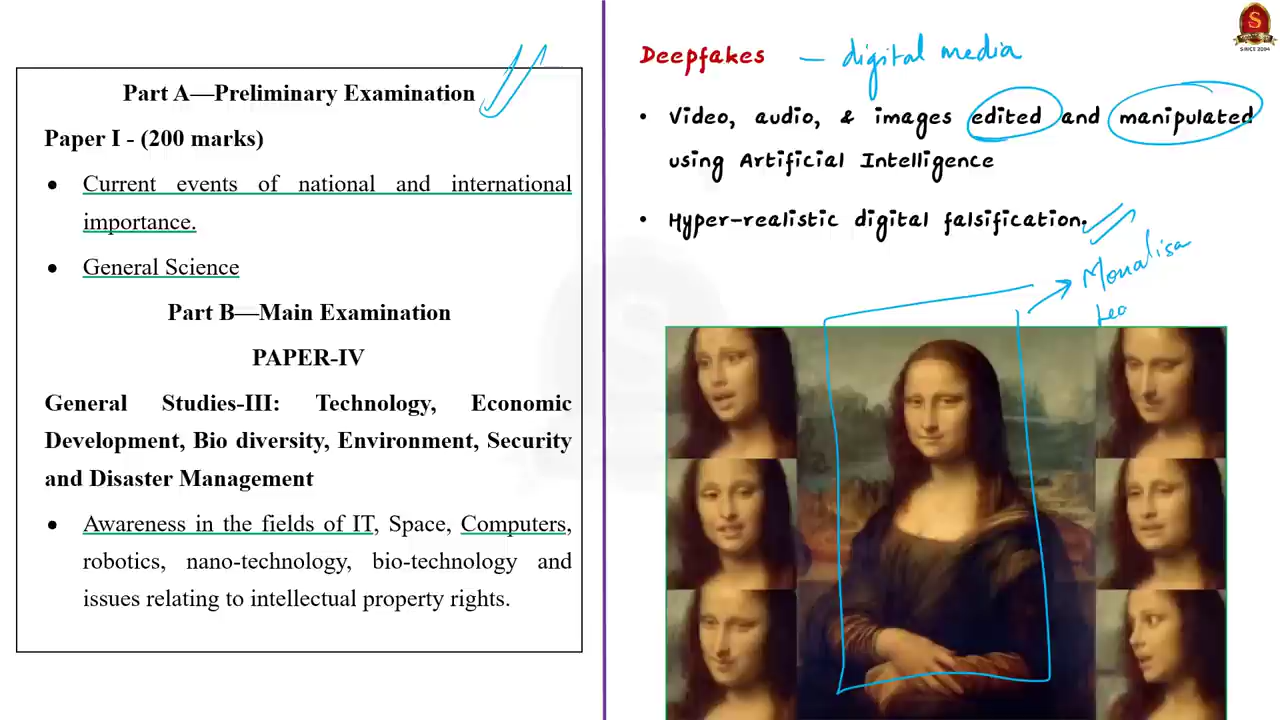 Part A—Preliminary Examination
Paper I - (200 marks)
• Current events of national and international
importance.
• General Science
Part B—Main Examination
PAPER-IV
General Studies-III: Technology, Economic
Development, Bio diversity, Environment, Security
and Disaster Management
• Awareness in the fields of IT, Space, Computers,
robotics, nano-technology, bio-technology and
issues relating to intellectual property rights.
Deepfakes — digital media
• Video, audio, & images edited and manipulated
using Artificial Intelligence
• Hyper-realistic digital falsification.
Monalisa
S
SINCE 2004